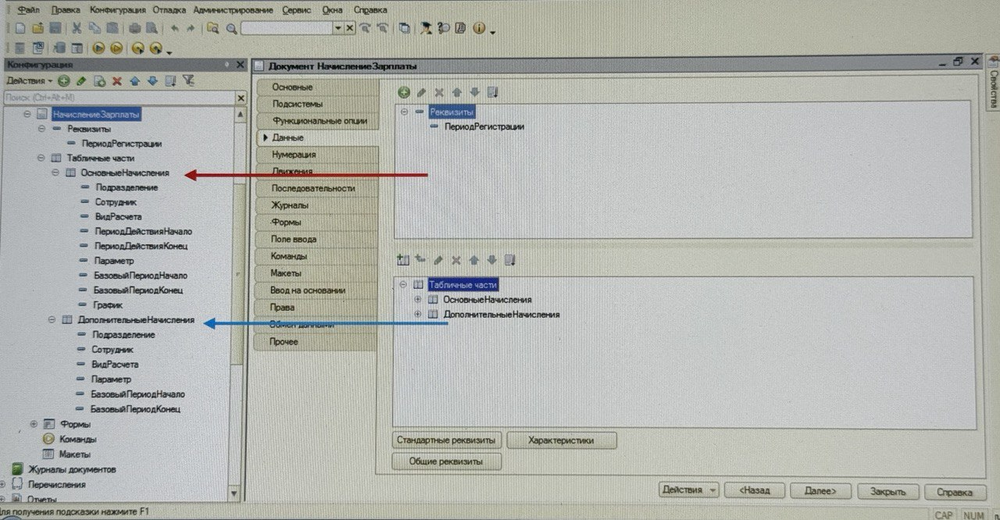 Файл Правка Конфигурация Отладка Администрирование Сервис Окна Справка
Конфигурация
Действия
Поиск (Ctrl+Alt+M)
НачислениеЗарплаты
Реквизиты
ПериодРегистрации
Табличные части
ОсновныеНачисления
Подразделение
Сотрудник
ВидРасчета
ПериодДействияНачало
ПериодДействияКонец
Параметр
БазовыйПериодНачало
БазовыйПериодКонец
График
ДополнительныеНачисления
Подразделение
Сотрудник
ВидРасчета
Параметр
БазовыйПериодНачало
БазовыйПериодКонец
Формы
Команды
Макеты
Журналы документов
Перечисления
Отчеты
Документ НачислениеЗарплаты
Основные
Подсистемы
Функциональные опции
Данные
Нумерация
Движения
Последовательности
Журналы
Формы
Поле ввода
Команды
Макеты
Ввод на основании
Права
Обмен данными
Прочее
Реквизиты
ПериодРегистрации
Табличные части
ОсновныеНачисления
ДополнительныеНачисления
Стандартные реквизиты
Характеристики
Общие реквизиты
Действия
<Назад
Далее>
Закрыть
Справка
Свойства
ля получения подсказки нажмите F1
CAP NUM